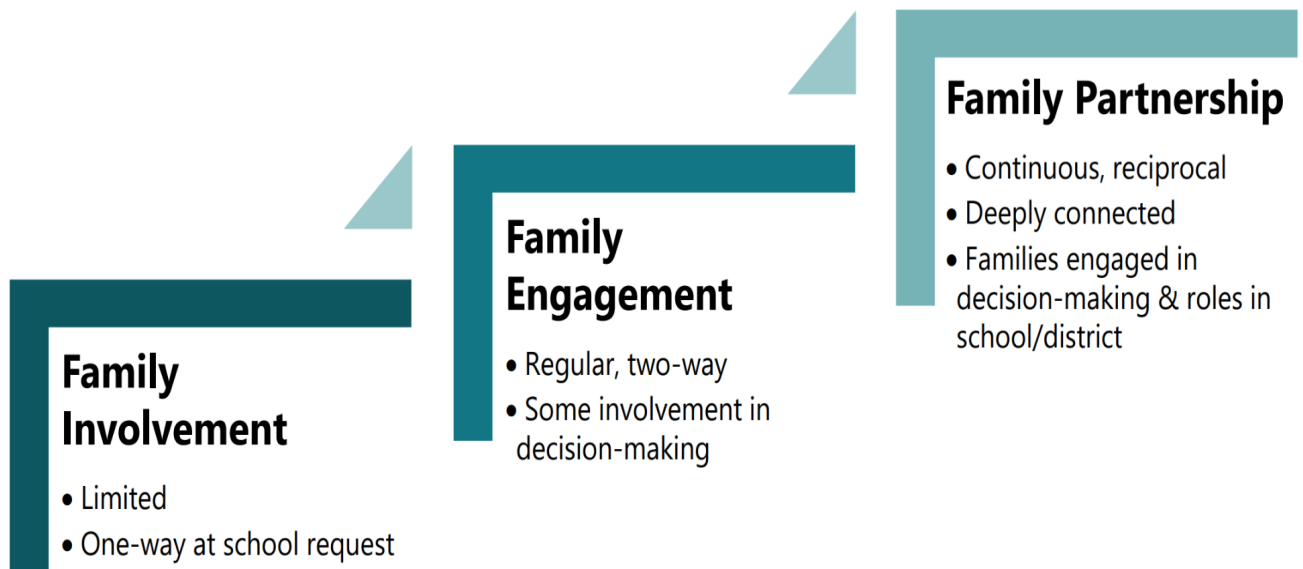 Family
Involvement
• Limited
• One-way at school request
Family
Engagement
• Regular, two-way
• Some involvement in
decision-making
Family Partnership
• Continuous, reciprocal
• Deeply connected
• Families engaged in
decision-making & roles in
school/district